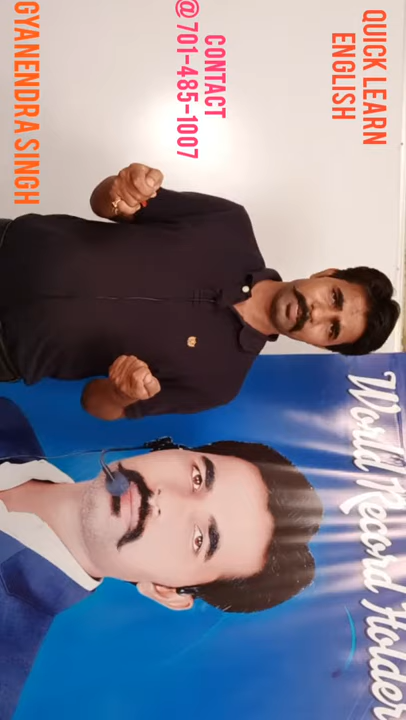 QUICK LEARN
ENGLISH
CONTACT
@ 701-485-1007
GYANENDRA SINGH
World Record Holder